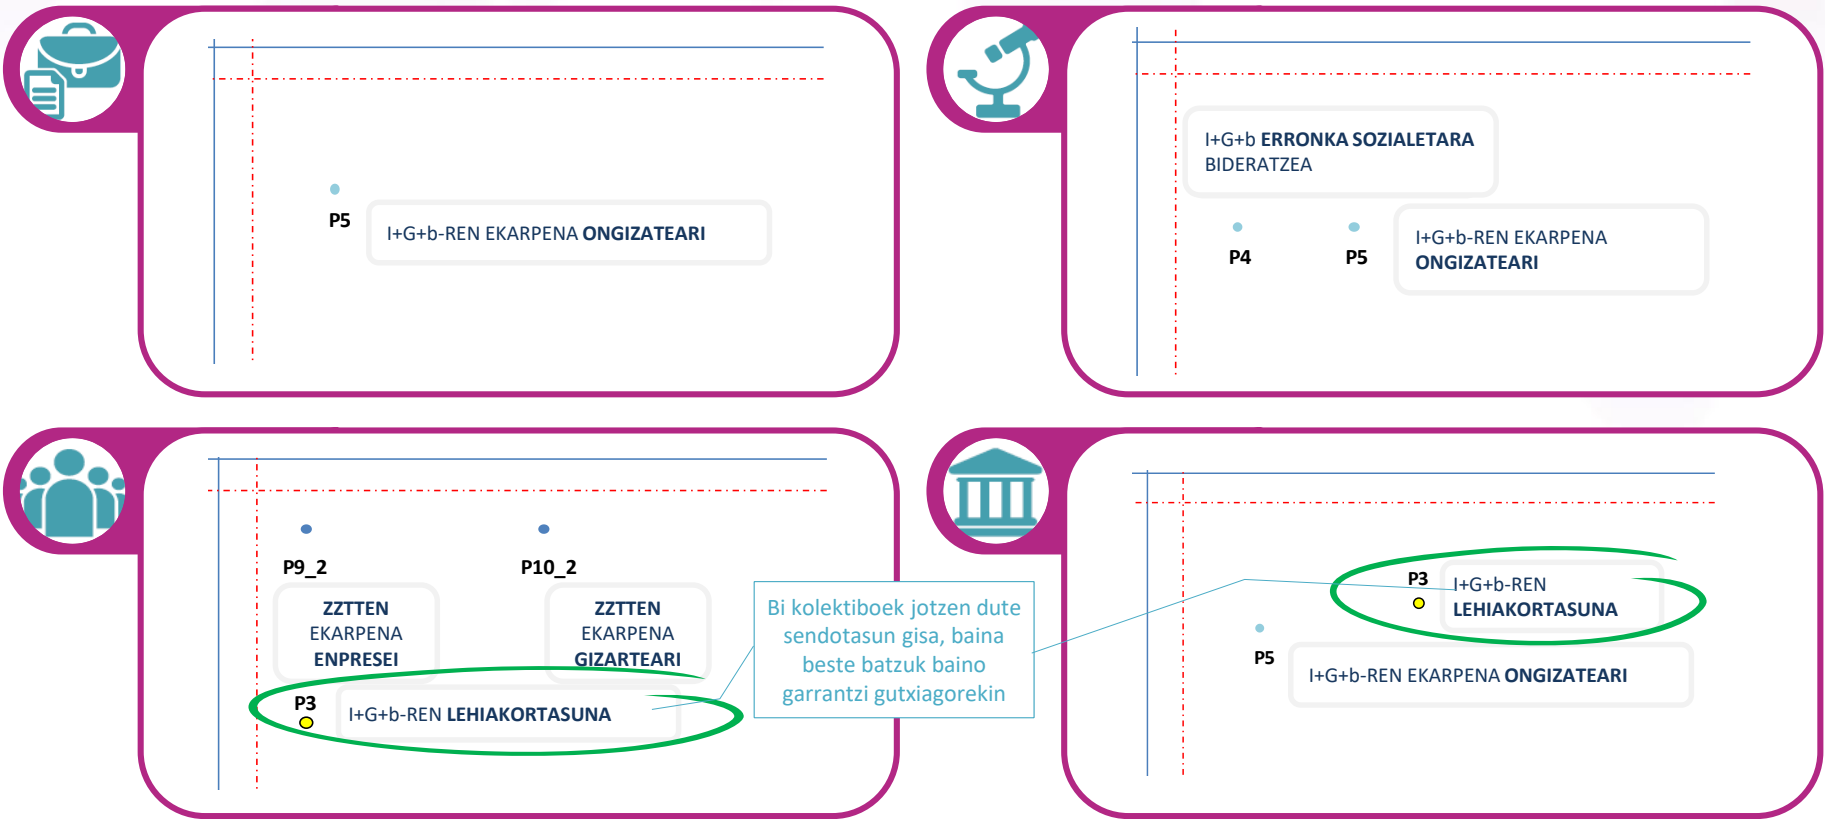 P5
I+G+b-REN EKARPENA ONGIZATEARI
I+G+b ERRONKA SOZIALETARA
BIDERATZEA
P4
P5
I+G+b-REN EKARPENA
ONGIZATEARI
P9_2
ZZTTEN
EKARPENA
ENPRESEI
P10_2
ZZTTEN
EKARPENA
GIZARTEARI
P3
I+G+b-REN LEHIAKORTASUNA
Bi kolektiboek jotzen dute
sendotasun gisa, baina
beste batzuk baino
garrantzi gutxiagorekin
P3
I+G+b-REN
LEHIAKORTASUNA
P5
I+G+b-REN EKARPENA ONGIZATEARI